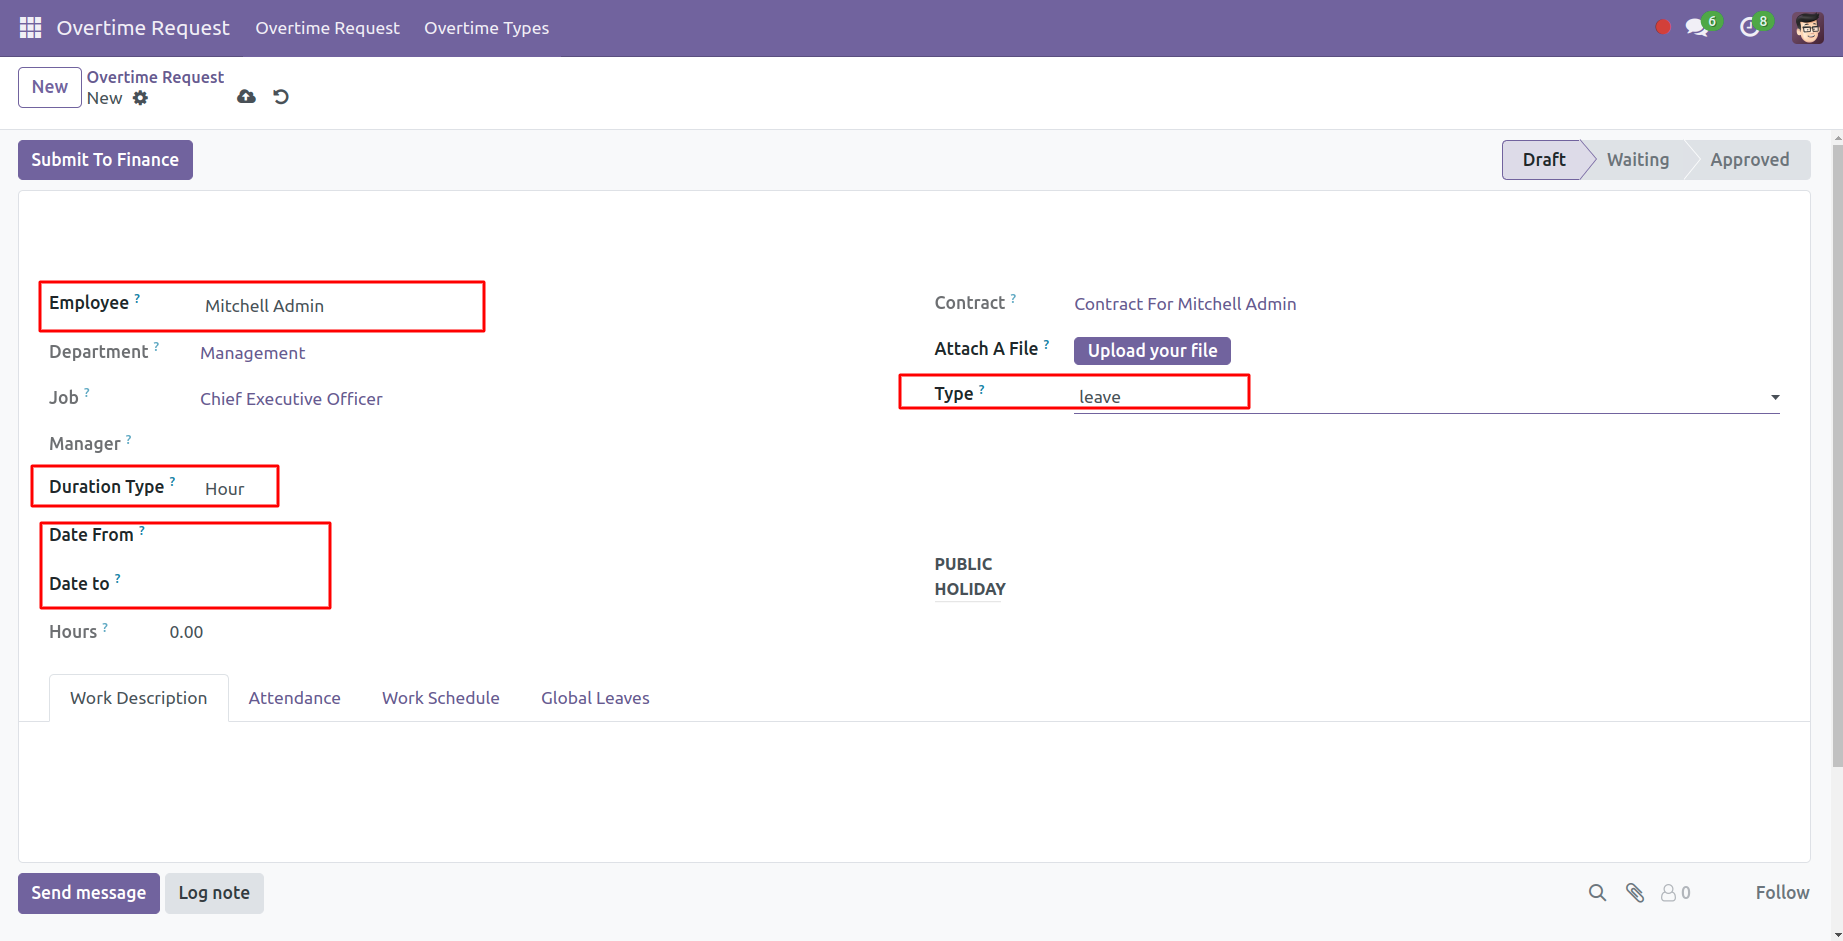 Overtime Request Overtime Request Overtime Types 6 8
New Overtime Request
New
Submit To Finance Draft Waiting Approved
Employee ? Mitchell Admin
Department ? Management
Job ? Chief Executive Officer
Manager ?
Duration Type ? Hour
Date From ?
Date to ?
Hours ? 0.00
Contract ? Contract For Mitchell Admin
Attach A File ? Upload your file
Type ? leave
PUBLIC
HOLIDAY
Work Description Attendance Work Schedule Global Leaves
Send message Log note 0 Follow